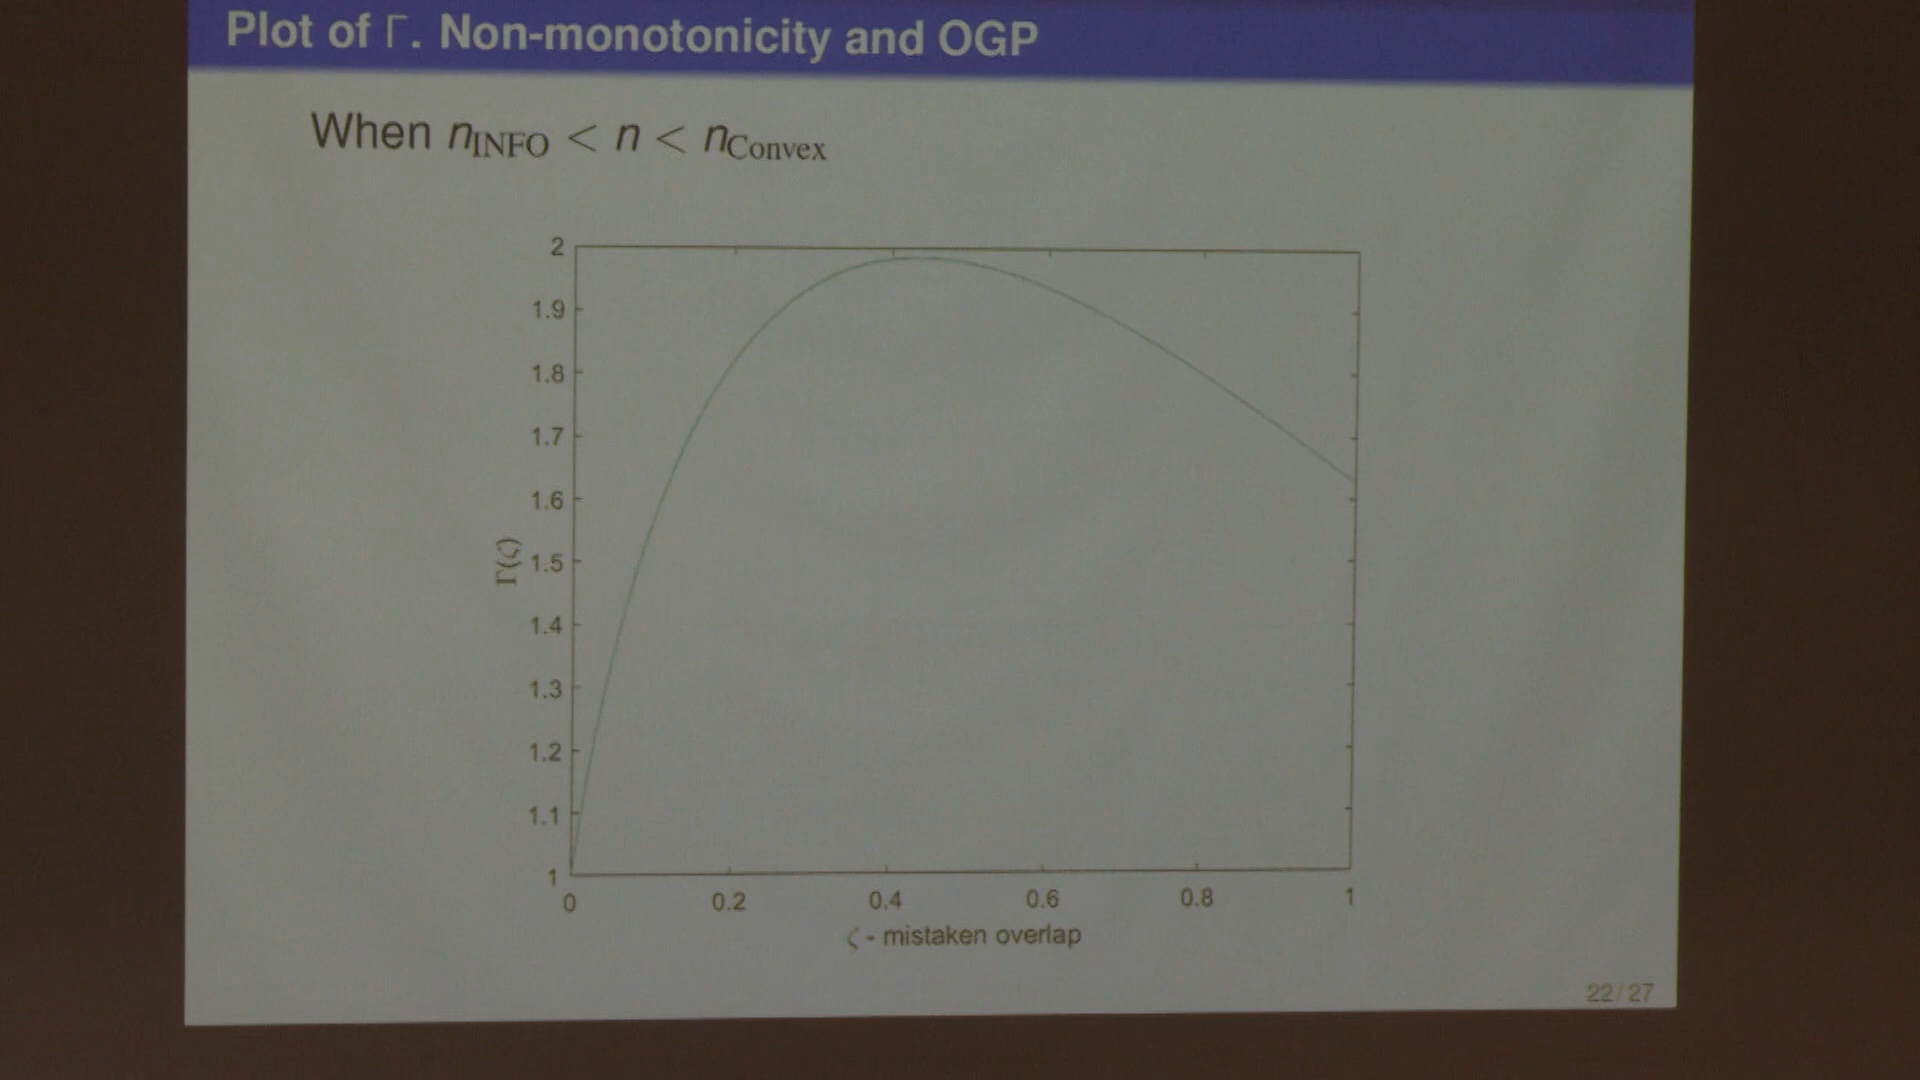 Plot of Γ. Non-monotonicity and OGP
When n_INFO < n < n_Convex
2
1.9
1.8
1.7
1.6
1.5
1.4
1.3
1.2
1.1
1
Γ(ζ)
0 0.2 0.4 0.6 0.8 1
ζ - mistaken overlap
22/27